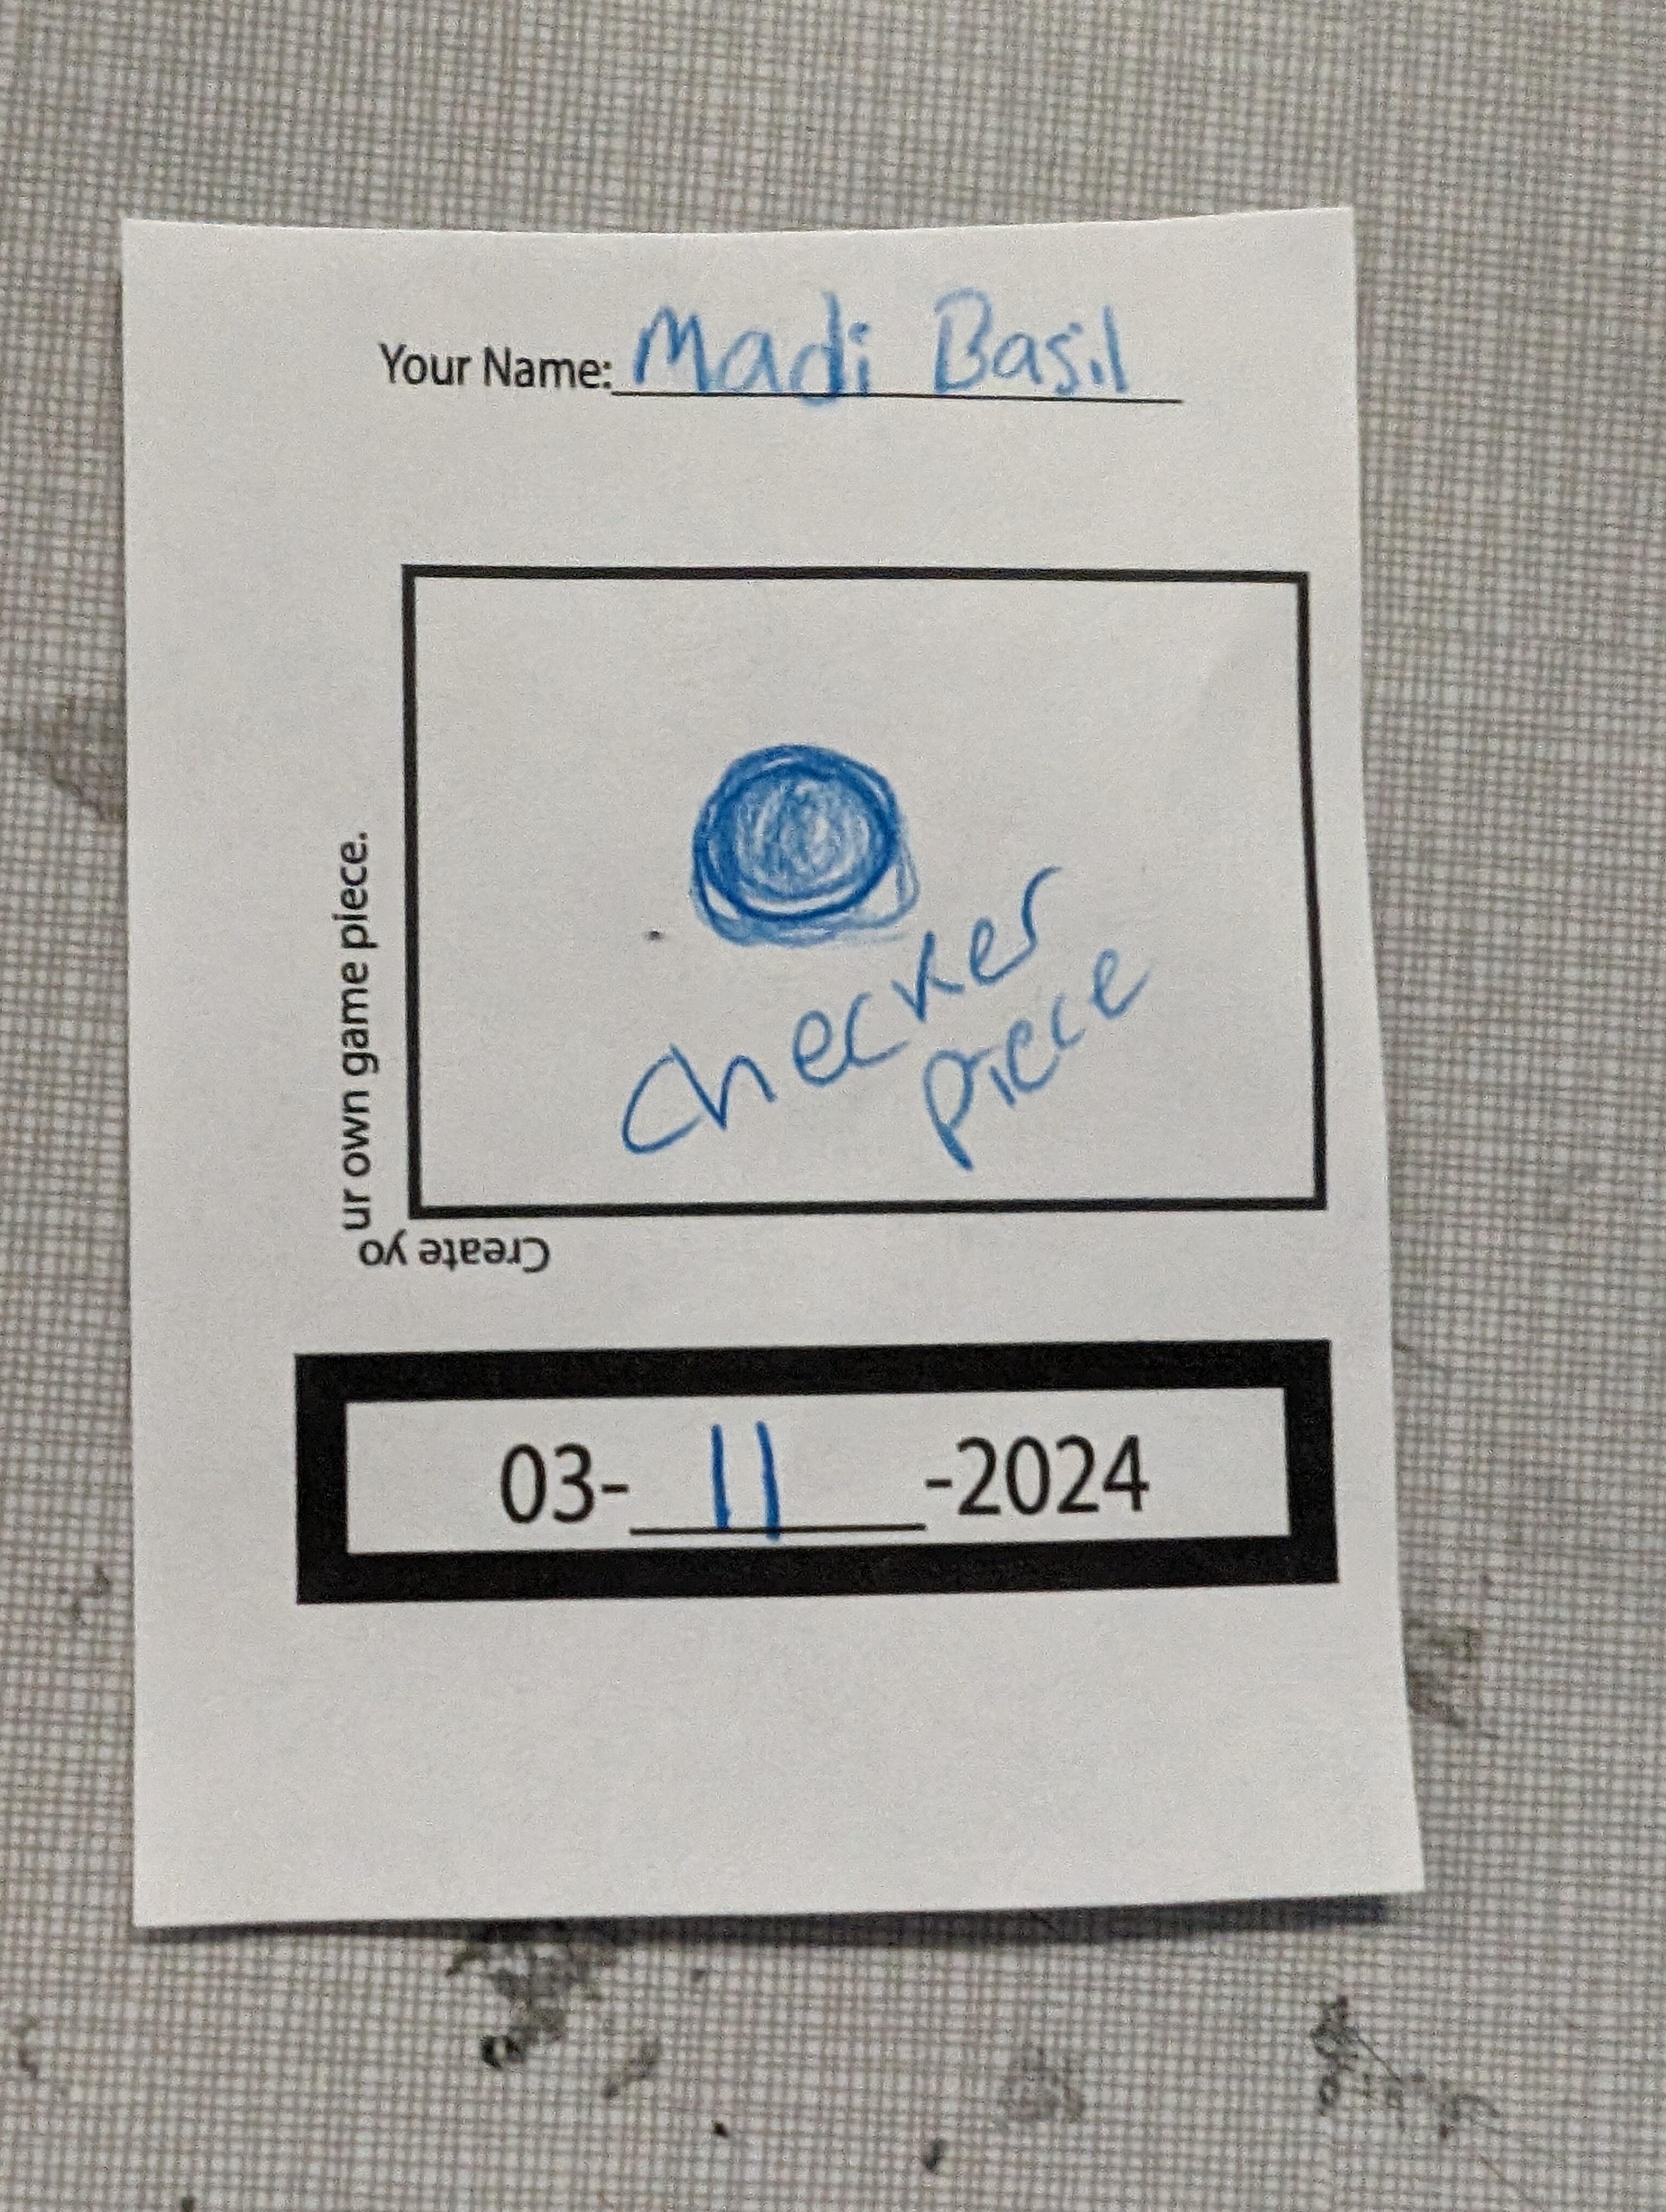 Your Name: Madi Basil
Create your own game piece.
checker
piece
03- 11 -2024